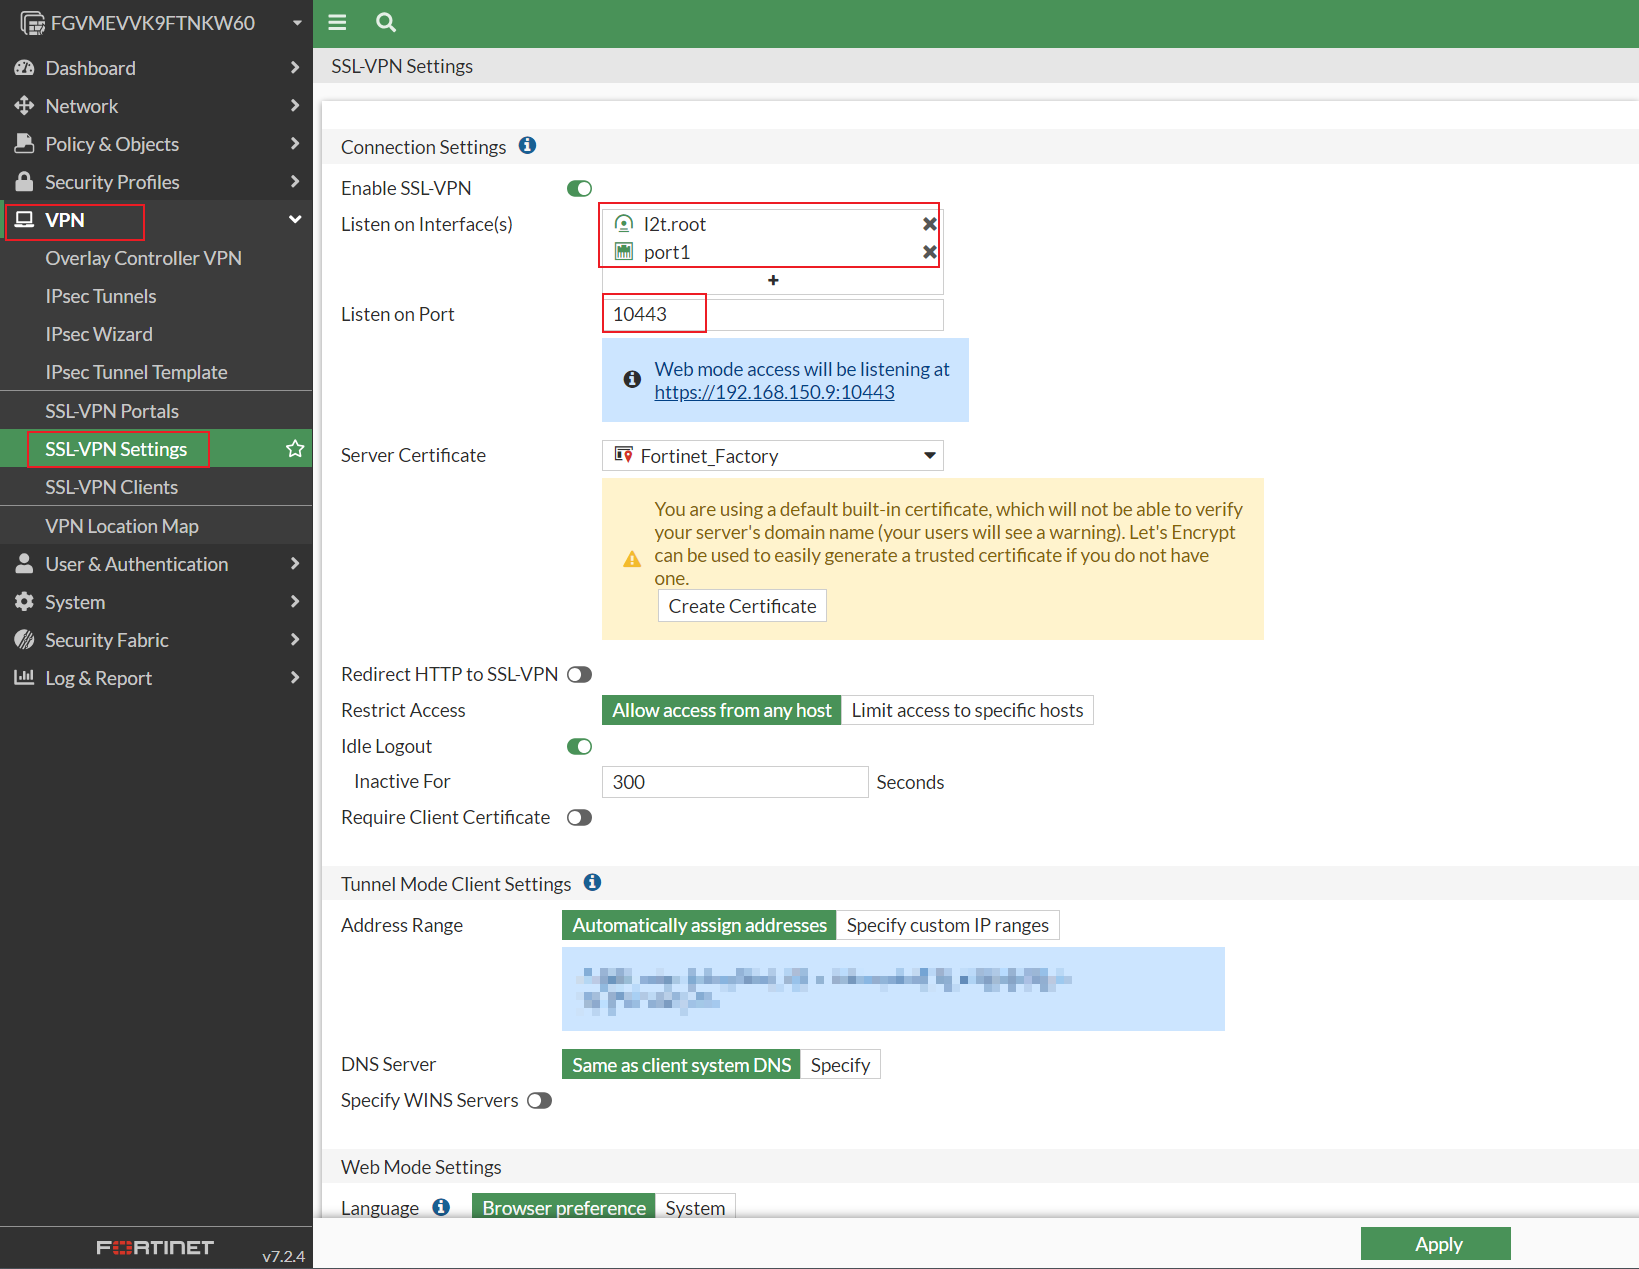 FGVMEVVK9FTNKW60
Dashboard
Network
Policy & Objects
Security Profiles
VPN
Overlay Controller VPN
IPsec Tunnels
IPsec Wizard
IPsec Tunnel Template
SSL-VPN Portals
SSL-VPN Settings
SSL-VPN Clients
VPN Location Map
User & Authentication
System
Security Fabric
Log & Report
FORTINET
v7.2.4
SSL-VPN Settings
Connection Settings
Enable SSL-VPN
Listen on Interface(s)
l2t.root
port1
+
Listen on Port
10443
Web mode access will be listening at
https://192.168.150.9:10443
Server Certificate
Fortinet_Factory
You are using a default built-in certificate, which will not be able to verify
your server's domain name (your users will see a warning). Let's Encrypt
can be used to easily generate a trusted certificate if you do not have
one.
Create Certificate
Redirect HTTP to SSL-VPN
Restrict Access
Allow access from any host
Limit access to specific hosts
Idle Logout
Inactive For
300
Seconds
Require Client Certificate
Tunnel Mode Client Settings
Address Range
Automatically assign addresses
Specify custom IP ranges
DNS Server
Same as client system DNS
Specify
Specify WINS Servers
Web Mode Settings
Language
Browser preference
System
Apply